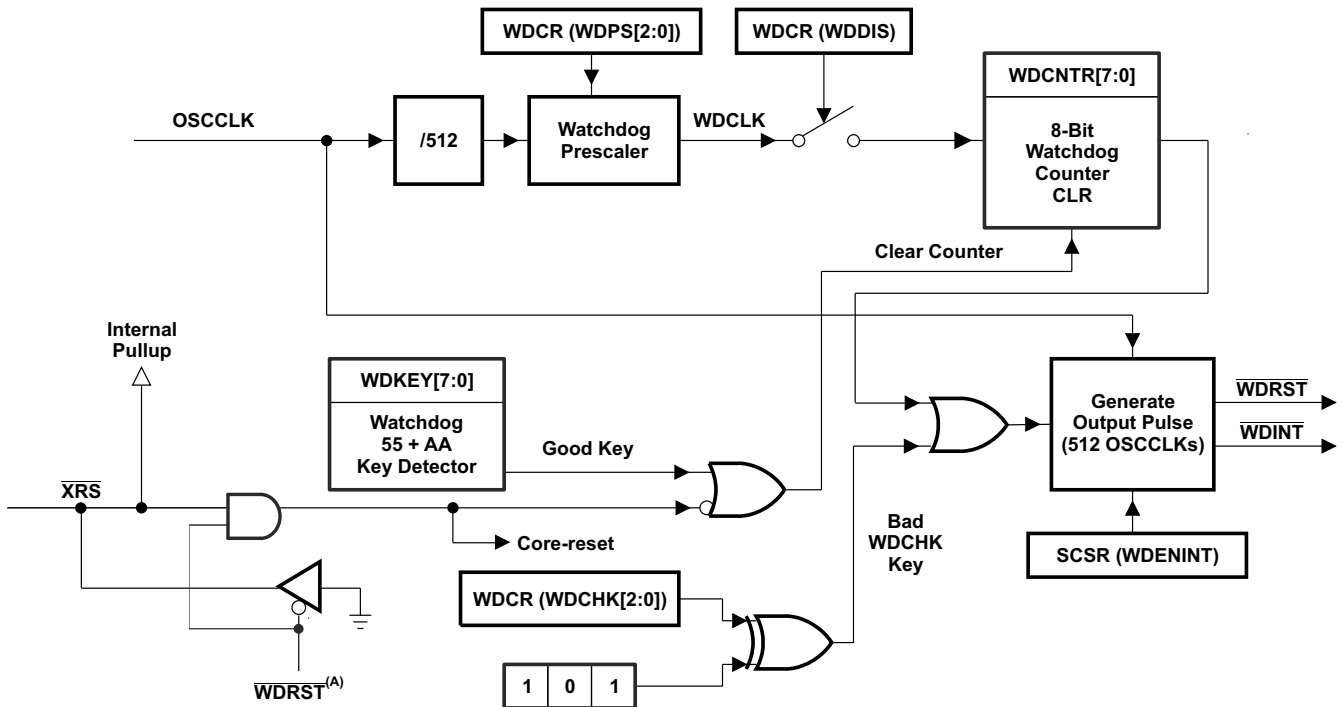 WDCR (WDPS[2:0])
WDCR (WDDIS)
WDCNTR[7:0]
OSCCLK
/512
Watchdog
Prescaler
WDCLK
8-Bit
Watchdog
Counter
CLR
Clear Counter
Internal
Pullup
WDKEY[7:0]
Watchdog
55 + AA
Key Detector
Good Key
Generate
Output Pulse
(512 OSCCLKs)
WDRST
WDINT
XRS
Core-reset
Bad
WDCHK
Key
SCSR (WDENINT)
WDCR (WDCHK[2:0])
WDRST(A)
1 0 1